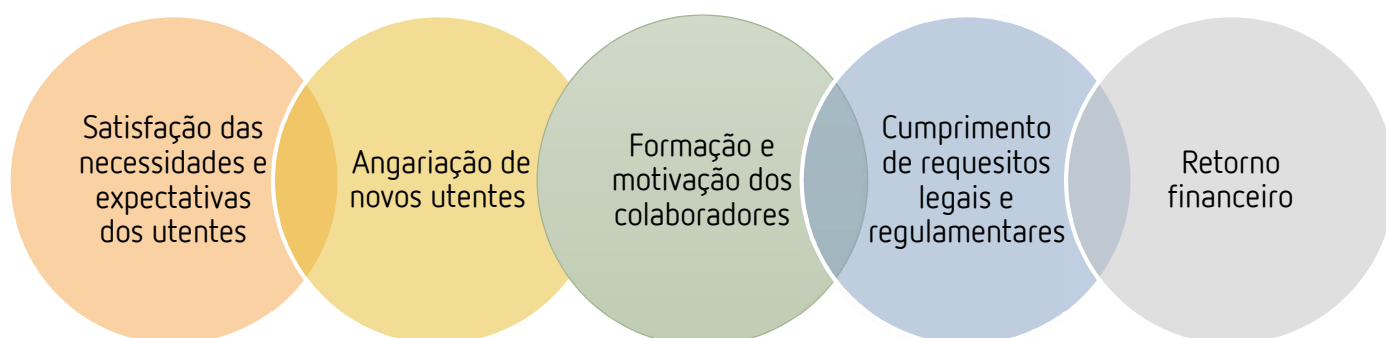 Satisfação das
necessidades e
expectativas
dos utentes
Angariação de
novos utentes
Formação e
motivação dos
colaboradores
Cumprimento
de requesitos
legais e
regulamentares
Retorno
financeiro